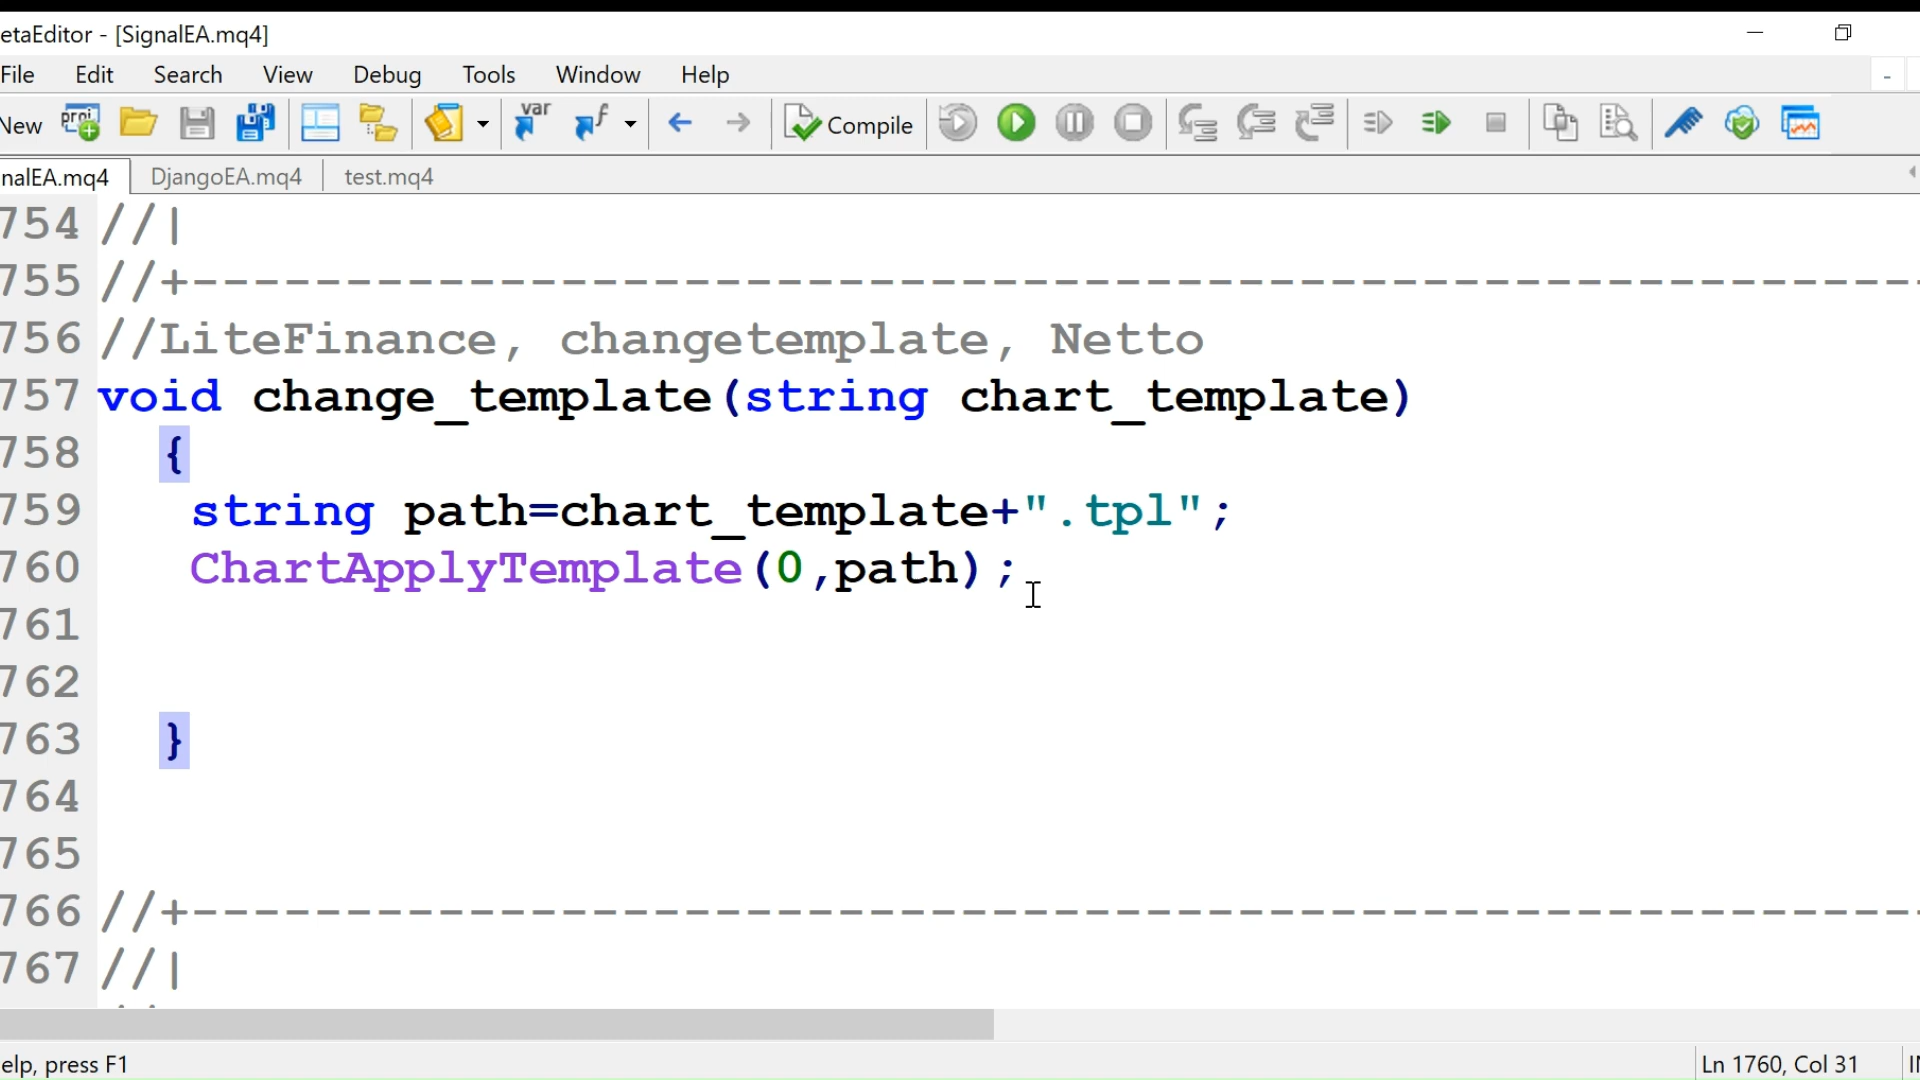 etaEditor - [SignalEA.mq4]
File Edit Search View Debug Tools Window Help
New Compile
nalEA.mq4 DjangoEA.mq4 test.mq4
754 //|
755 //+--------------------------------------------------------
756 //LiteFinance, changetemplate, Netto
757 void change_template(string chart_template)
758 {
759 string path=chart_template+".tpl";
760 ChartApplyTemplate(0,path);
761
762
763 }
764
765
766 //+--------------------------------------------------------
767 //|
elp, press F1 Ln 1760, Col 31